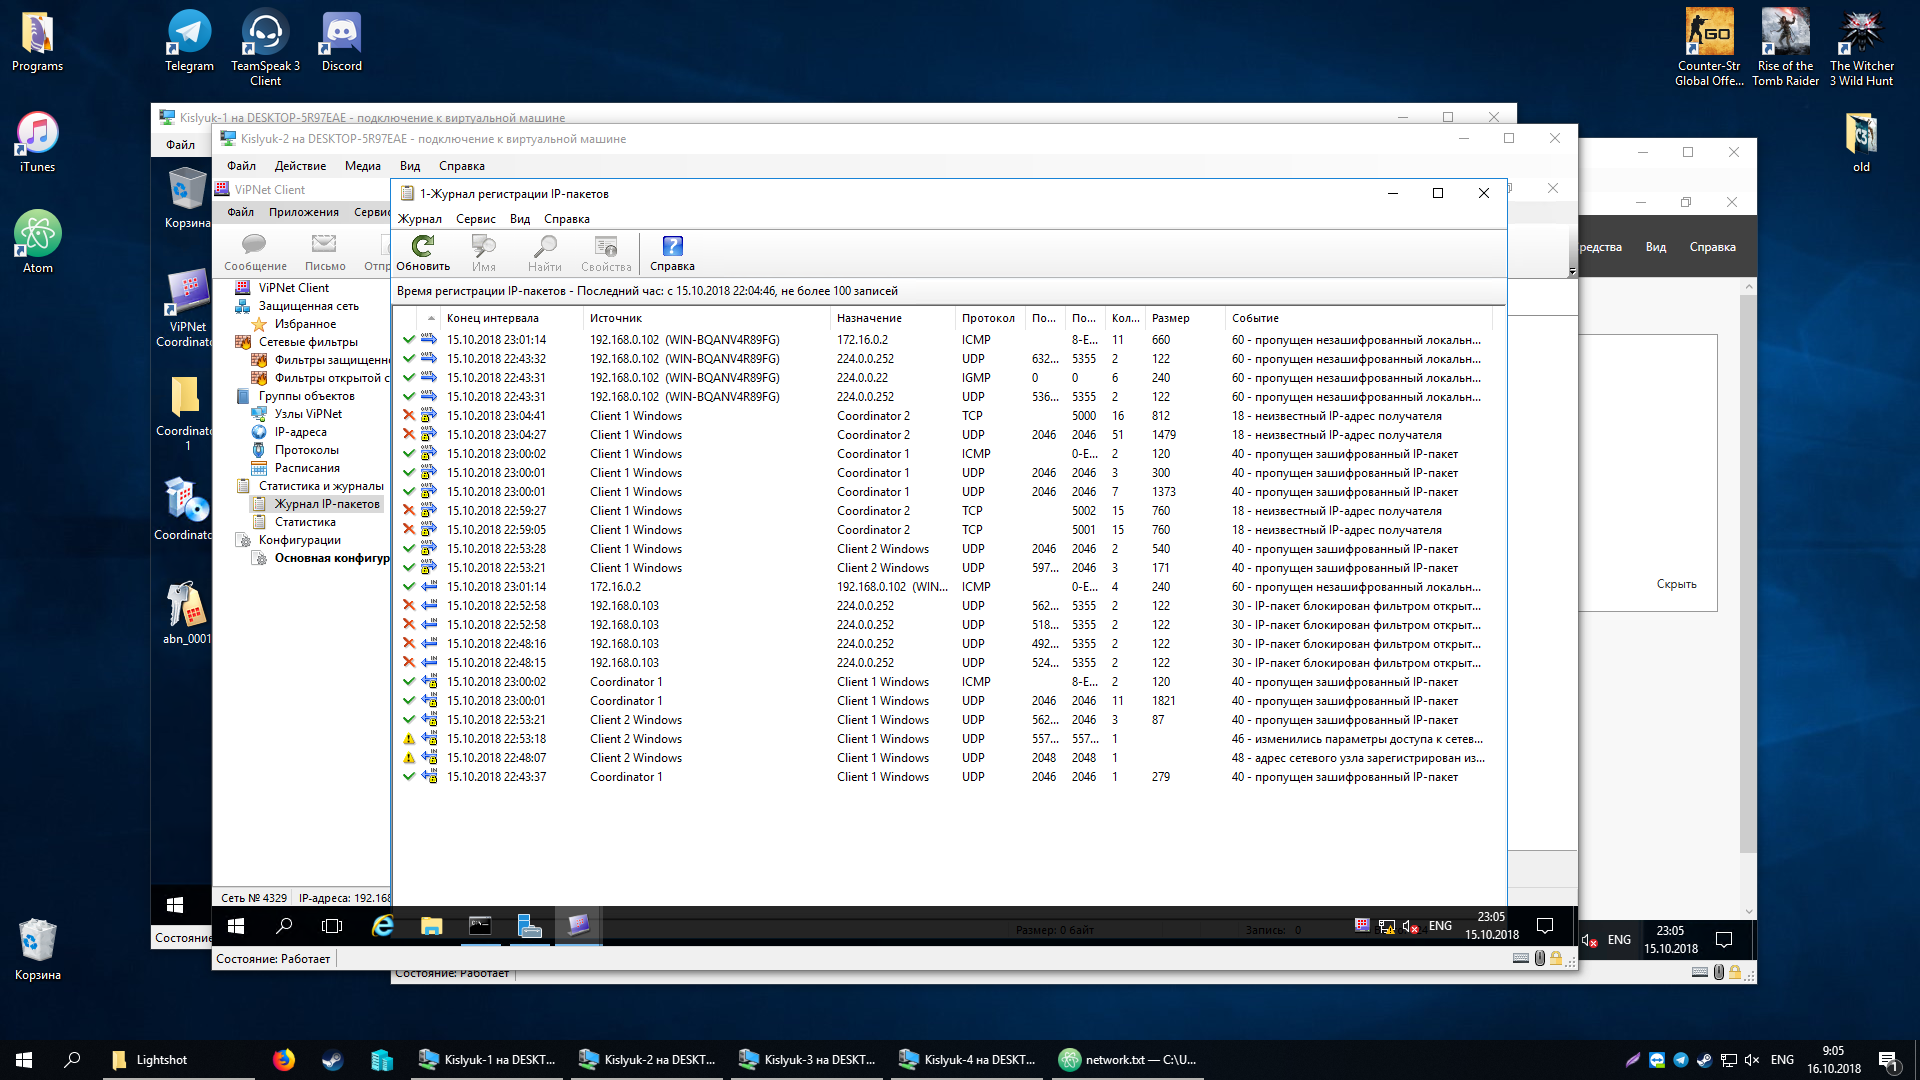 Programs
Telegram
TeamSpeak 3
Client
Discord
Counter-Str
Global Offe...
Rise of the
Tomb Raider
The Witcher
3 Wild Hunt
iTunes
Atom
old
Корзина
Kislyuk-1 на DESKTOP-5R97EAE - подключение к виртуальной машине
Файл
Корзина
ViPNet
Coordinato
Coordinato
1
Coordinato
abn_0001
Состояние
Kislyuk-2 на DESKTOP-5R97EAE - подключение к виртуальной машине
Файл Действие Медиа Вид Справка
ViPNet Client
Файл Приложения Сервис
Сообщение Письмо Отпр
ViPNet Client
Защищенная сеть
Избранное
Сетевые фильтры
Фильтры защищенн
Фильтры открытой с
Группы объектов
Узлы ViPNet
IP-адреса
Протоколы
Расписания
Статистика и журналы
Журнал IP-пакетов
Статистика
Конфигурации
Основная конфигур
Сеть № 4329 IP-адреса: 192.168
1-Журнал регистрации IP-пакетов
Журнал Сервис Вид Справка
Обновить Имя Найти Свойства Справка
Время регистрации IP-пакетов - Последний час: с 15.10.2018 22:04:46, не более 100 записей
Конец интервала Источник Назначение Протокол По... По... Кол... Размер Событие
15.10.2018 23:01:14 192.168.0.102 (WIN-BQANV4R89FG) 172.16.0.2 ICMP 8-E... 11 660 60 - пропущен незашифрованный локальн...
15.10.2018 22:43:32 192.168.0.102 (WIN-BQANV4R89FG) 224.0.0.252 UDP 632... 5355 2 122 60 - пропущен незашифрованный локальн...
15.10.2018 22:43:31 192.168.0.102 (WIN-BQANV4R89FG) 224.0.0.22 IGMP 0 0 6 240 60 - пропущен незашифрованный локальн...
15.10.2018 22:43:31 192.168.0.102 (WIN-BQANV4R89FG) 224.0.0.252 UDP 536... 5355 2 122 60 - пропущен незашифрованный локальн...
15.10.2018 23:04:41 Client 1 Windows Coordinator 2 TCP 5000 16 812 18 - неизвестный IP-адрес получателя
15.10.2018 23:04:27 Client 1 Windows Coordinator 2 UDP 2046 2046 51 1479 18 - неизвестный IP-адрес получателя
15.10.2018 23:00:02 Client 1 Windows Coordinator 1 ICMP 0-E... 2 120 40 - пропущен зашифрованный IP-пакет
15.10.2018 23:00:01 Client 1 Windows Coordinator 1 UDP 2046 2046 3 300 40 - пропущен зашифрованный IP-пакет
15.10.2018 23:00:01 Client 1 Windows Coordinator 1 UDP 2046 2046 7 1373 40 - пропущен зашифрованный IP-пакет
15.10.2018 22:59:27 Client 1 Windows Coordinator 2 TCP 5002 15 760 18 - неизвестный IP-адрес получателя
15.10.2018 22:59:05 Client 1 Windows Coordinator 2 TCP 5001 15 760 18 - неизвестный IP-адрес получателя
15.10.2018 22:53:28 Client 1 Windows Client 2 Windows UDP 2046 2046 2 540 40 - пропущен зашифрованный IP-пакет
15.10.2018 22:53:21 Client 1 Windows Client 2 Windows UDP 597... 2046 3 171 40 - пропущен зашифрованный IP-пакет
15.10.2018 23:01:14 172.16.0.2 192.168.0.102 (WIN... ICMP 0-E... 4 240 60 - пропущен незашифрованный локальн...
15.10.2018 22:52:58 192.168.0.103 224.0.0.252 UDP 562... 5355 2 122 30 - IP-пакет блокирован фильтром открыт...
15.10.2018 22:52:58 192.168.0.103 224.0.0.252 UDP 518... 5355 2 122 30 - IP-пакет блокирован фильтром открыт...
15.10.2018 22:48:16 192.168.0.103 224.0.0.252 UDP 492... 5355 2 122 30 - IP-пакет блокирован фильтром открыт...
15.10.2018 22:48:15 192.168.0.103 224.0.0.252 UDP 524... 5355 2 122 30 - IP-пакет блокирован фильтром открыт...
15.10.2018 23:00:02 Coordinator 1 Client 1 Windows ICMP 8-E... 2 120 40 - пропущен зашифрованный IP-пакет
15.10.2018 23:00:01 Coordinator 1 Client 1 Windows UDP 2046 2046 11 1821 40 - пропущен зашифрованный IP-пакет
15.10.2018 22:53:21 Client 2 Windows Client 1 Windows UDP 562... 2046 3 87 40 - пропущен зашифрованный IP-пакет
15.10.2018 22:53:18 Client 2 Windows Client 1 Windows UDP 557... 557... 1 46 - изменились параметры доступа к сетев...
15.10.2018 22:48:07 Client 2 Windows Client 1 Windows UDP 2048 2048 1 48 - адрес сетевого узла зарегистрирован из...
15.10.2018 22:43:37 Coordinator 1 Client 1 Windows UDP 2046 2046 1 279 40 - пропущен зашифрованный IP-пакет
Размер: 0 байт Запись: 0
ENG 23:05
15.10.2018
Состояние: Работает
редства Вид Справка
Скрыть
ENG 23:05
15.10.2018
Состояние: Работает
Lightshot
Kislyuk-1 на DESKT...
Kislyuk-2 на DESKT...
Kislyuk-3 на DESKT...
Kislyuk-4 на DESKT...
network.txt — C:\U...
ENG 9:05
16.10.2018
1